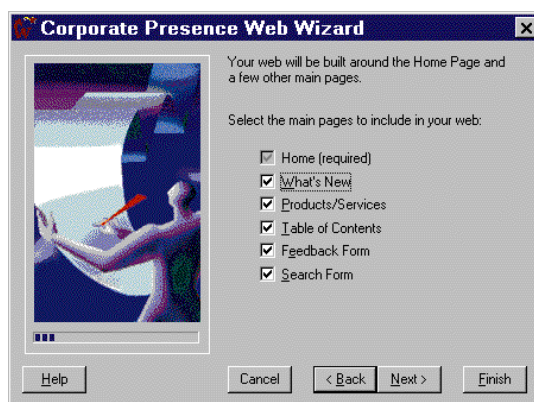 Corporate Presence Web Wizard
Your web will be built around the Home Page and
a few other main pages.
Select the main pages to include in your web:
Home (required)
What's New
Products/Services
Table of Contents
Feedback Form
Search Form
Help
Cancel
< Back
Next >
Finish